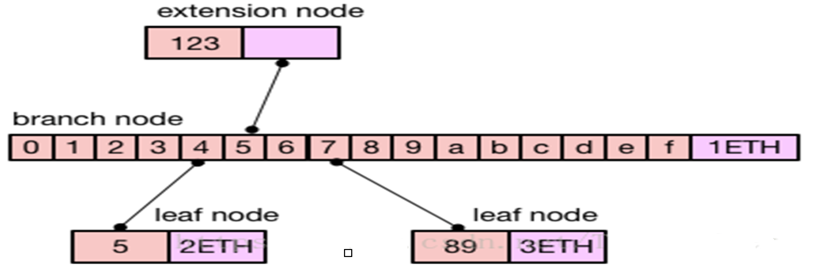 extension node
123
branch node
0 1 2 3 4 5 6 7 8 9 a b c d e f 1ETH
leaf node leaf node
5 2ETH 89 3ETH